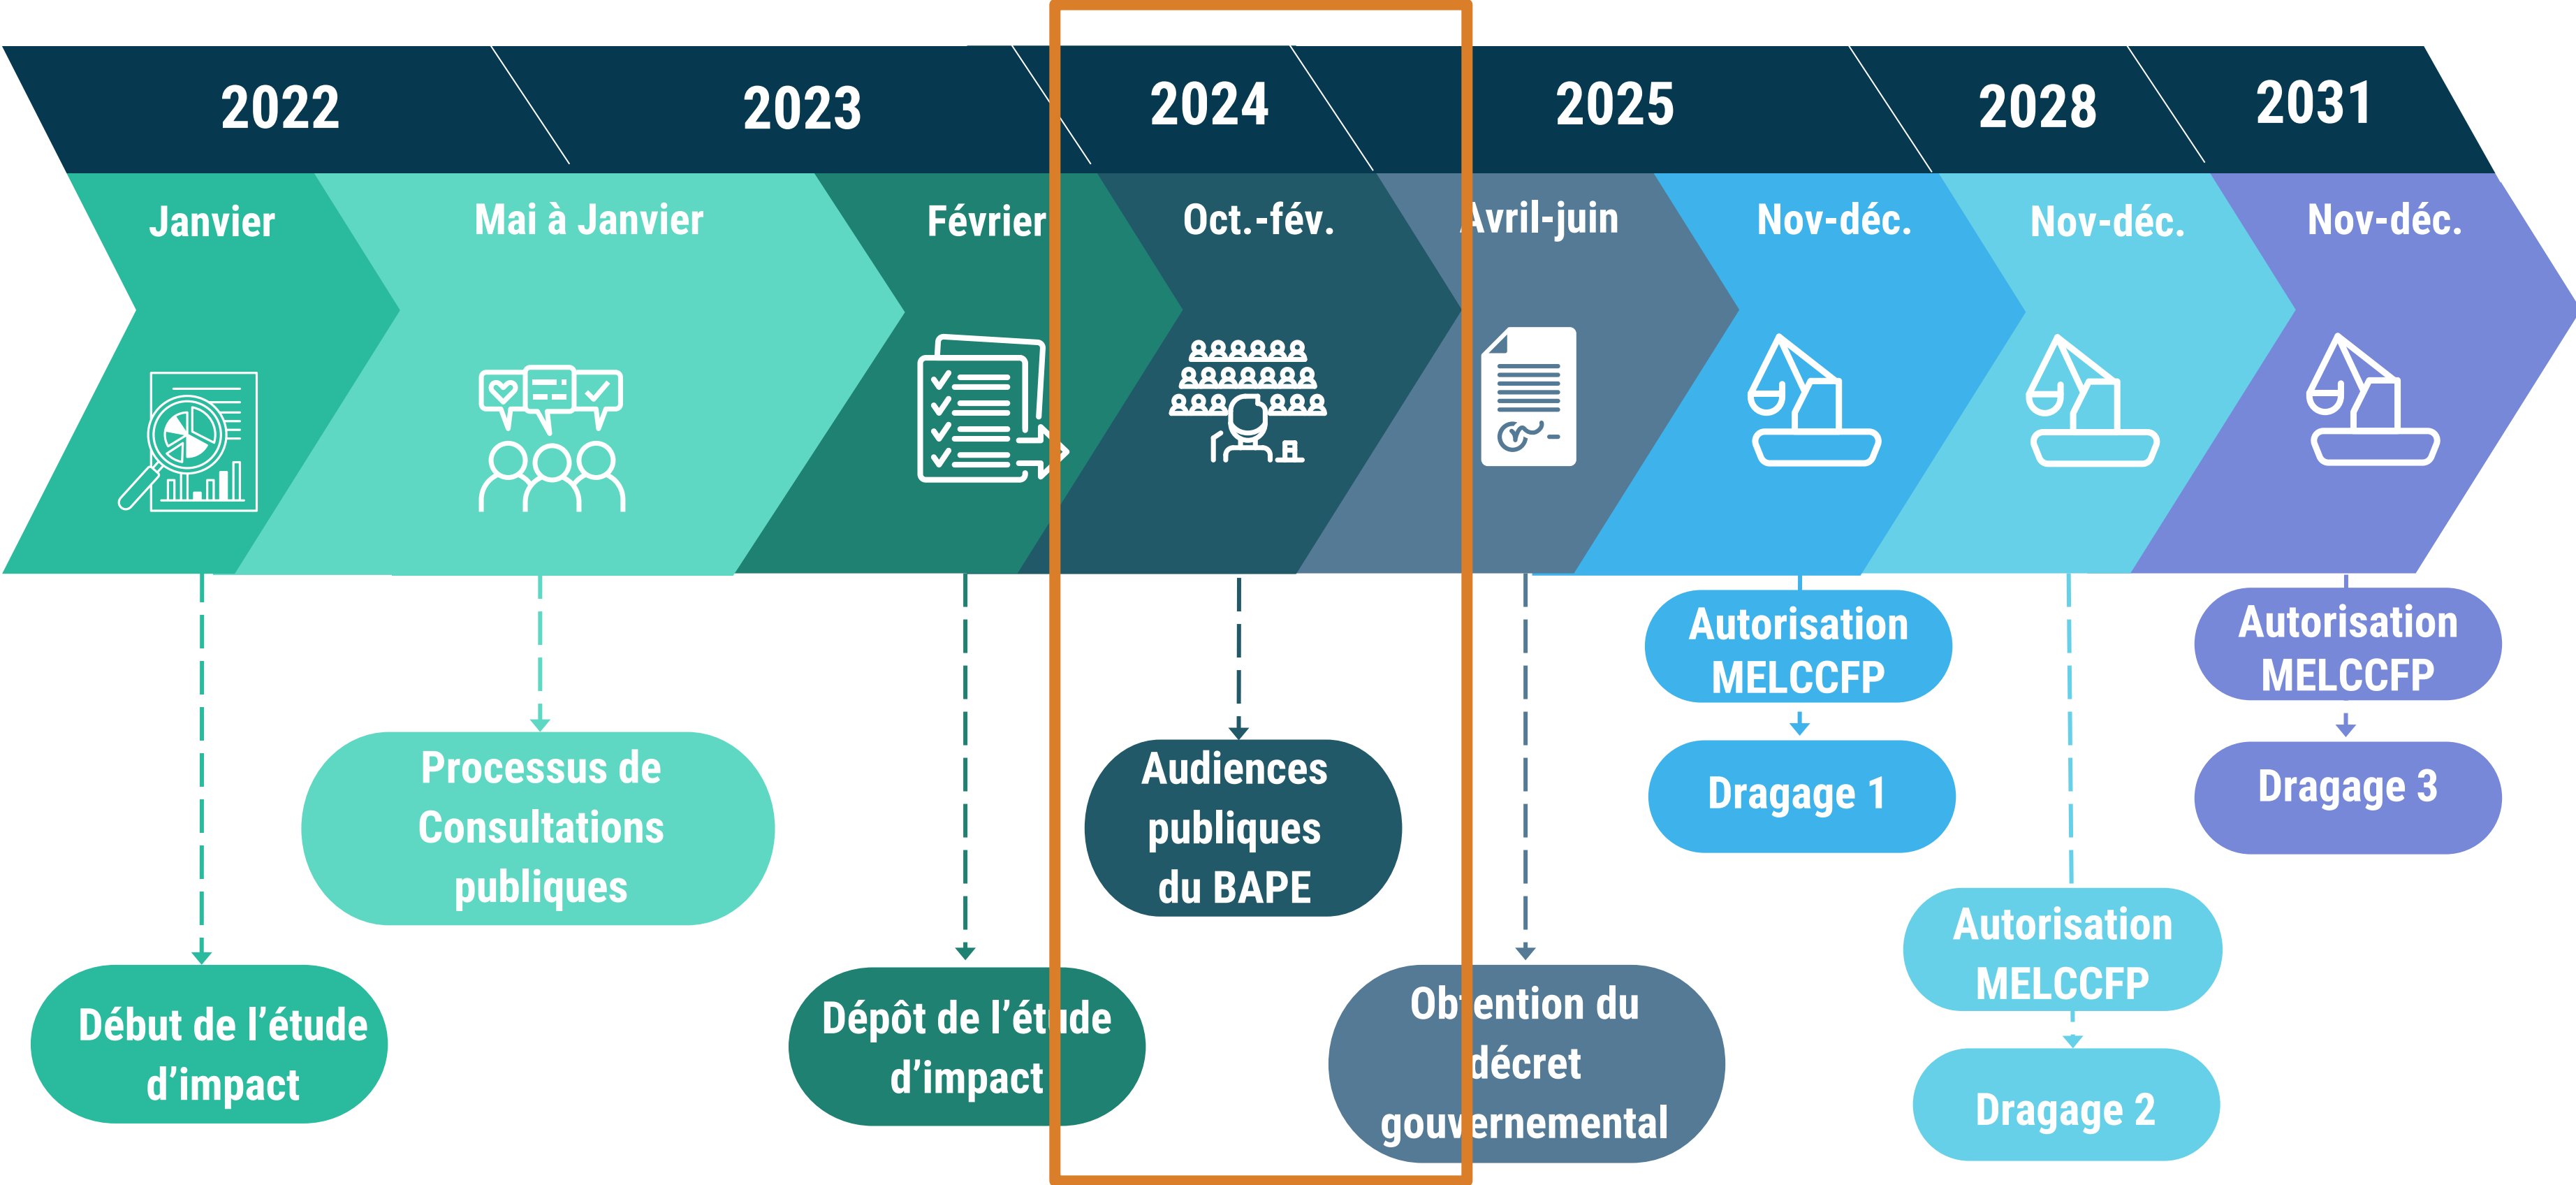 2022
2023
2024
2025
2028
2031
Janvier
Mai à Janvier
Février
Oct.-fév.
Avril-juin
Nov-déc.
Nov-déc.
Nov-déc.
Début de l’étude
d’impact
Processus de
Consultations
publiques
Dépôt de l’étude
d’impact
Audiences
publiques
du BAPE
Obtention du
décret
gouvernemental
Autorisation
MELCCFP
Dragage 1
Autorisation
MELCCFP
Dragage 2
Autorisation
MELCCFP
Dragage 3